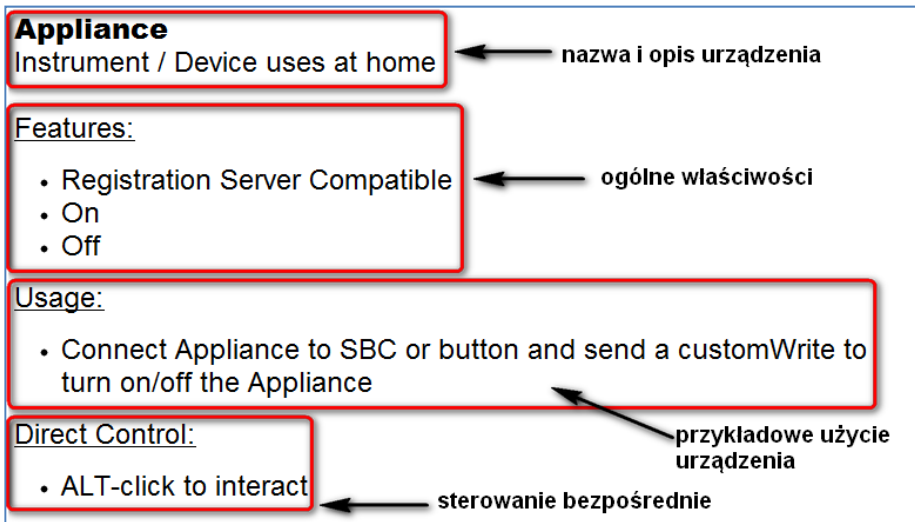 Appliance
Instrument / Device uses at home
nazwa i opis urządzenia
Features:
• Registration Server Compatible
• On
• Off
ogólne właściwości
Usage:
• Connect Appliance to SBC or button and send a customWrite to
turn on/off the Appliance
przykładowe użycie
urządzenia
Direct Control:
• ALT-click to interact
sterowanie bezpośrednie